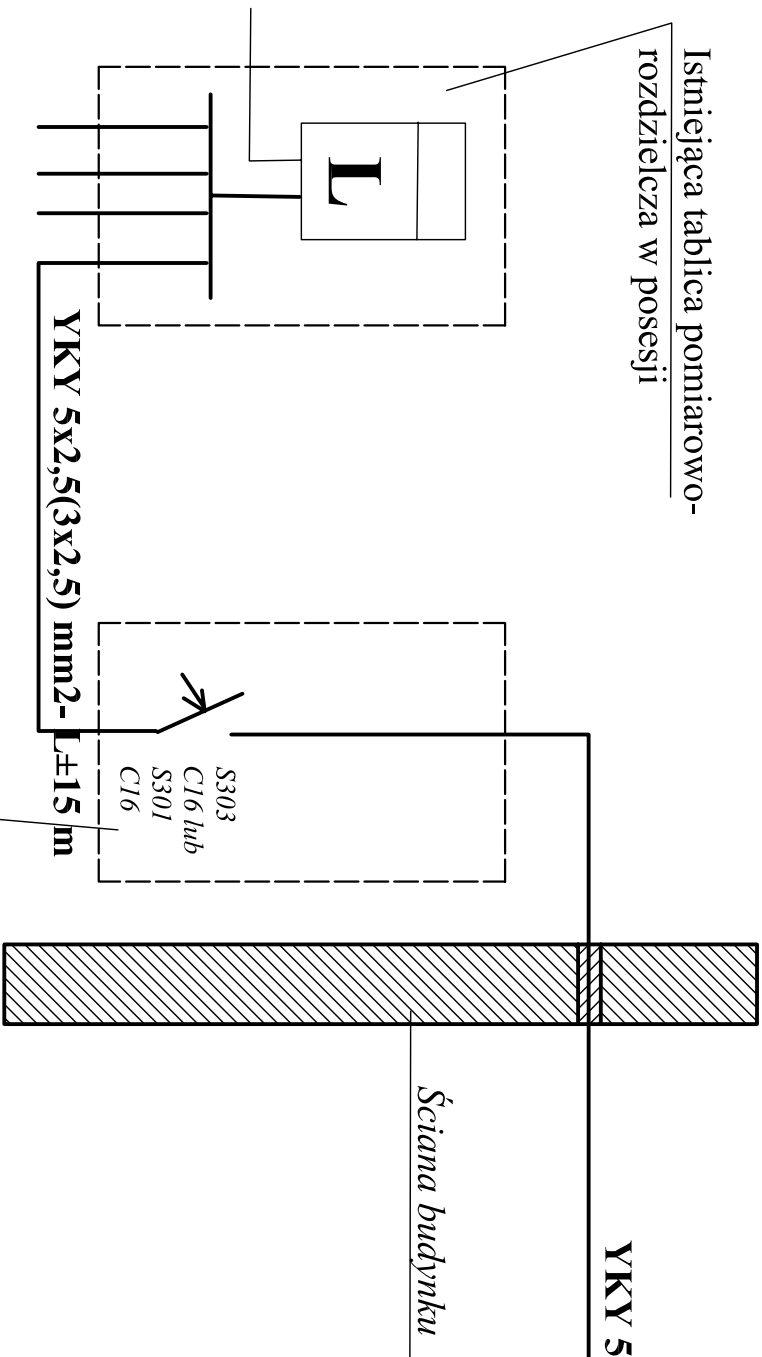 Istniejąca tablica pomiarowo-
rozdzielcza w posesji
L
YKY 5x2,5(3x2,5) mm2- L±15 m
S303
C16 lub
S301
C16
Ściana budynku
YKY 5